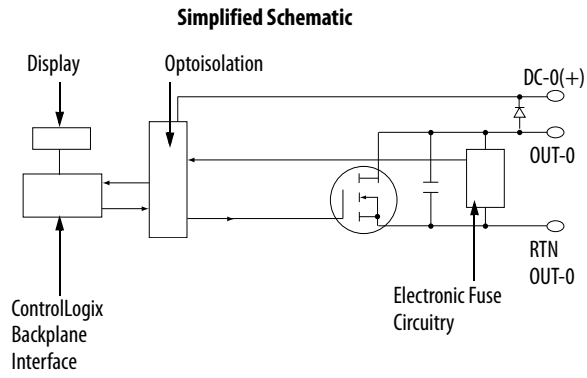 Simplified Schematic
Display
Optoisolation
DC-0(+)
OUT-0
RTN
OUT-0
Electronic Fuse
Circuitry
ControlLogix
Backplane
Interface